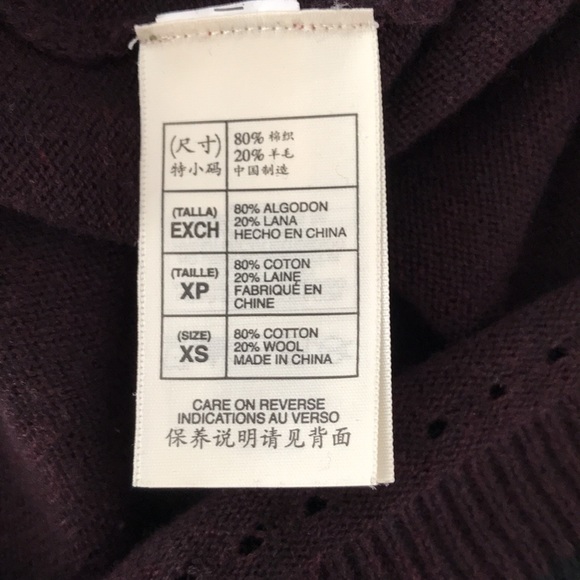 (尺寸)
特小码
80% 棉织
20% 羊毛
中国制造
(TALLA)
EXCH
80% ALGODON
20% LANA
HECHO EN CHINA
(TAILLE)
XP
80% COTON
20% LAINE
FABRIQUÉ EN
CHINE
(SIZE)
XS
80% COTTON
20% WOOL
MADE IN CHINA
CARE ON REVERSE
INDICATIONS AU VERSO
保养说明请见背面